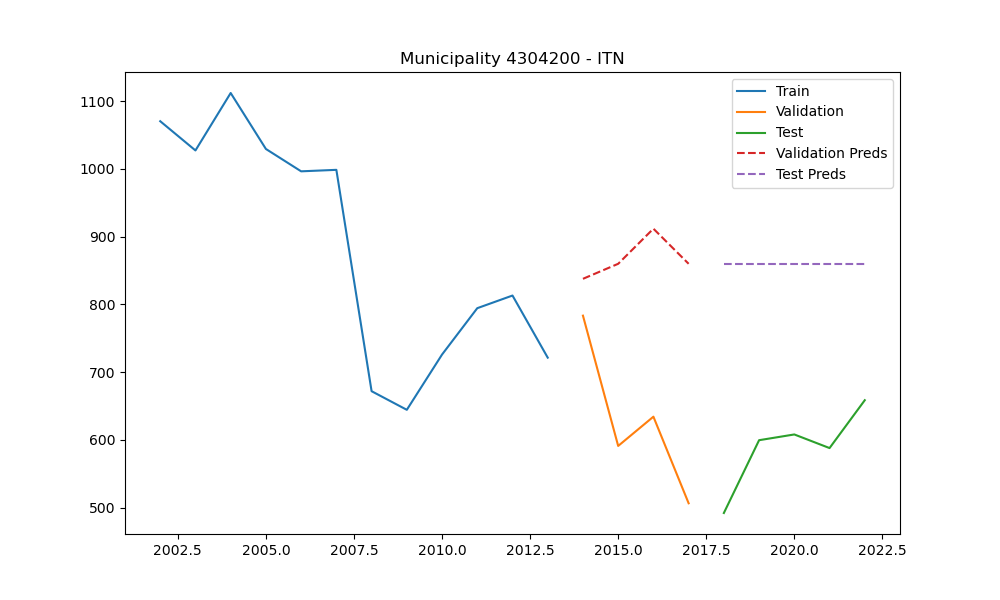 Municipality 4304200 - ITN
Train
Validation
Test
Validation Preds
Test Preds
1100
1000
900
800
700
600
500
2002.5 2005.0 2007.5 2010.0 2012.5 2015.0 2017.5 2020.0 2022.5